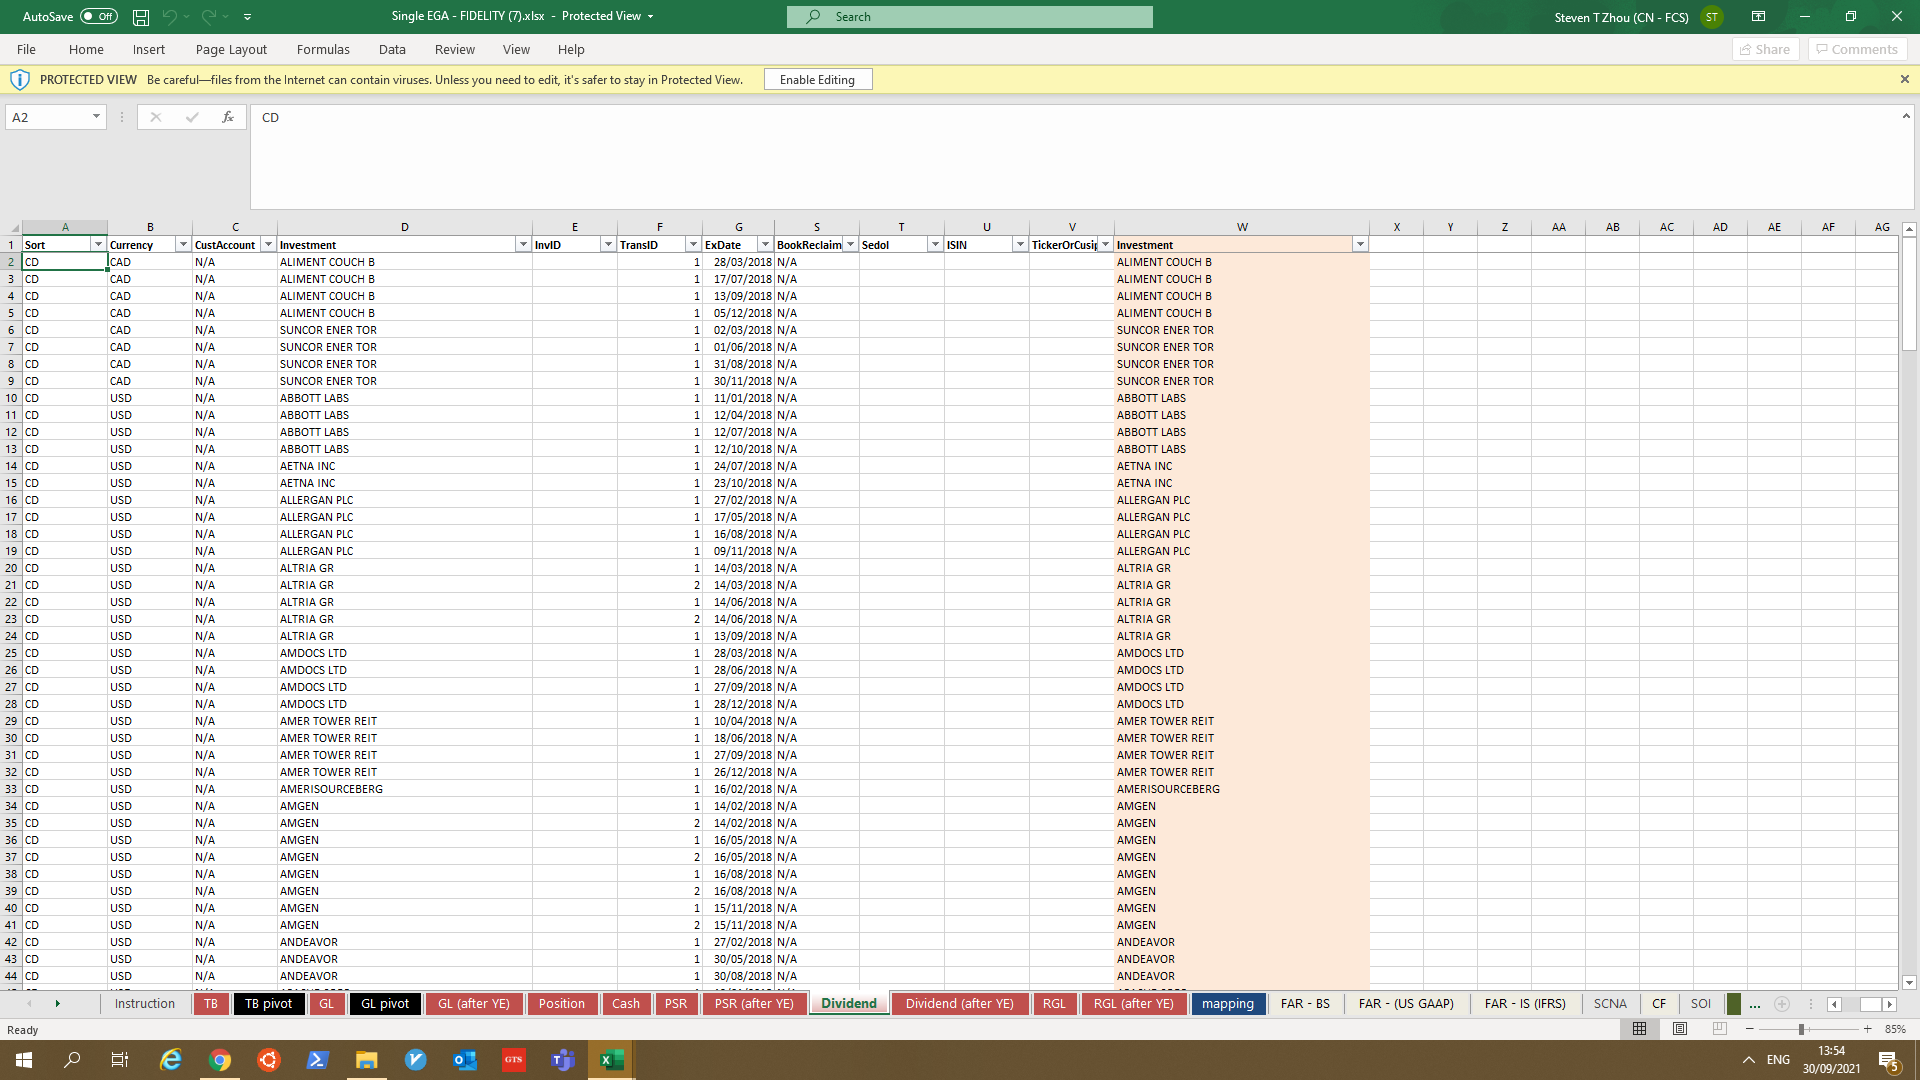 AutoSave Off Single EGA - FIDELITY (7).xlsx - Protected View Search Steven T Zhou (CN - FCS) ST
File Home Insert Page Layout Formulas Data Review View Help Share Comments
PROTECTED VIEW Be careful—files from the Internet can contain viruses. Unless you need to edit, it's safer to stay in Protected View. Enable Editing
A2 fx CD
A B C D E F G S T U V W X Y Z AA AB AC AD AE AF AG
1 Sort Currency CustAccount Investment InvID TransID ExDate BookReclaim Sedol ISIN TickerOrCusip Investment
2 CD CAD N/A ALIMENT COUCH B 1 28/03/2018 N/A ALIMENT COUCH B
3 CD CAD N/A ALIMENT COUCH B 1 17/07/2018 N/A ALIMENT COUCH B
4 CD CAD N/A ALIMENT COUCH B 1 13/09/2018 N/A ALIMENT COUCH B
5 CD CAD N/A ALIMENT COUCH B 1 05/12/2018 N/A ALIMENT COUCH B
6 CD CAD N/A SUNCOR ENER TOR 1 02/03/2018 N/A SUNCOR ENER TOR
7 CD CAD N/A SUNCOR ENER TOR 1 01/06/2018 N/A SUNCOR ENER TOR
8 CD CAD N/A SUNCOR ENER TOR 1 31/08/2018 N/A SUNCOR ENER TOR
9 CD CAD N/A SUNCOR ENER TOR 1 30/11/2018 N/A SUNCOR ENER TOR
10 CD USD N/A ABBOTT LABS 1 11/01/2018 N/A ABBOTT LABS
11 CD USD N/A ABBOTT LABS 1 12/04/2018 N/A ABBOTT LABS
12 CD USD N/A ABBOTT LABS 1 12/07/2018 N/A ABBOTT LABS
13 CD USD N/A ABBOTT LABS 1 12/10/2018 N/A ABBOTT LABS
14 CD USD N/A AETNA INC 1 24/07/2018 N/A AETNA INC
15 CD USD N/A AETNA INC 1 23/10/2018 N/A AETNA INC
16 CD USD N/A ALLERGAN PLC 1 27/02/2018 N/A ALLERGAN PLC
17 CD USD N/A ALLERGAN PLC 1 17/05/2018 N/A ALLERGAN PLC
18 CD USD N/A ALLERGAN PLC 1 16/08/2018 N/A ALLERGAN PLC
19 CD USD N/A ALLERGAN PLC 1 09/11/2018 N/A ALLERGAN PLC
20 CD USD N/A ALTRIA GR 1 14/03/2018 N/A ALTRIA GR
21 CD USD N/A ALTRIA GR 2 14/03/2018 N/A ALTRIA GR
22 CD USD N/A ALTRIA GR 1 14/06/2018 N/A ALTRIA GR
23 CD USD N/A ALTRIA GR 2 14/06/2018 N/A ALTRIA GR
24 CD USD N/A ALTRIA GR 1 13/09/2018 N/A ALTRIA GR
25 CD USD N/A AMDOCS LTD 1 28/03/2018 N/A AMDOCS LTD
26 CD USD N/A AMDOCS LTD 1 28/06/2018 N/A AMDOCS LTD
27 CD USD N/A AMDOCS LTD 1 27/09/2018 N/A AMDOCS LTD
28 CD USD N/A AMDOCS LTD 1 28/12/2018 N/A AMDOCS LTD
29 CD USD N/A AMER TOWER REIT 1 10/04/2018 N/A AMER TOWER REIT
30 CD USD N/A AMER TOWER REIT 1 18/06/2018 N/A AMER TOWER REIT
31 CD USD N/A AMER TOWER REIT 1 27/09/2018 N/A AMER TOWER REIT
32 CD USD N/A AMER TOWER REIT 1 26/12/2018 N/A AMER TOWER REIT
33 CD USD N/A AMERISOURCEBERG 1 16/02/2018 N/A AMERISOURCEBERG
34 CD USD N/A AMGEN 1 14/02/2018 N/A AMGEN
35 CD USD N/A AMGEN 2 14/02/2018 N/A AMGEN
36 CD USD N/A AMGEN 1 16/05/2018 N/A AMGEN
37 CD USD N/A AMGEN 2 16/05/2018 N/A AMGEN
38 CD USD N/A AMGEN 1 16/08/2018 N/A AMGEN
39 CD USD N/A AMGEN 2 16/08/2018 N/A AMGEN
40 CD USD N/A AMGEN 1 15/11/2018 N/A AMGEN
41 CD USD N/A AMGEN 2 15/11/2018 N/A AMGEN
42 CD USD N/A ANDEAVOR 1 27/02/2018 N/A ANDEAVOR
43 CD USD N/A ANDEAVOR 1 30/05/2018 N/A ANDEAVOR
44 CD USD N/A ANDEAVOR 1 30/08/2018 N/A ANDEAVOR
Instruction TB TB pivot GL GL pivot GL (after YE) Position Cash PSR PSR (after YE) Dividend Dividend (after YE) RGL RGL (after YE) mapping FAR - BS FAR - (US GAAP) FAR - IS (IFRS) SCNA CF SOI ...
Ready 85%
GTS ENG 13:54
30/09/2021 5